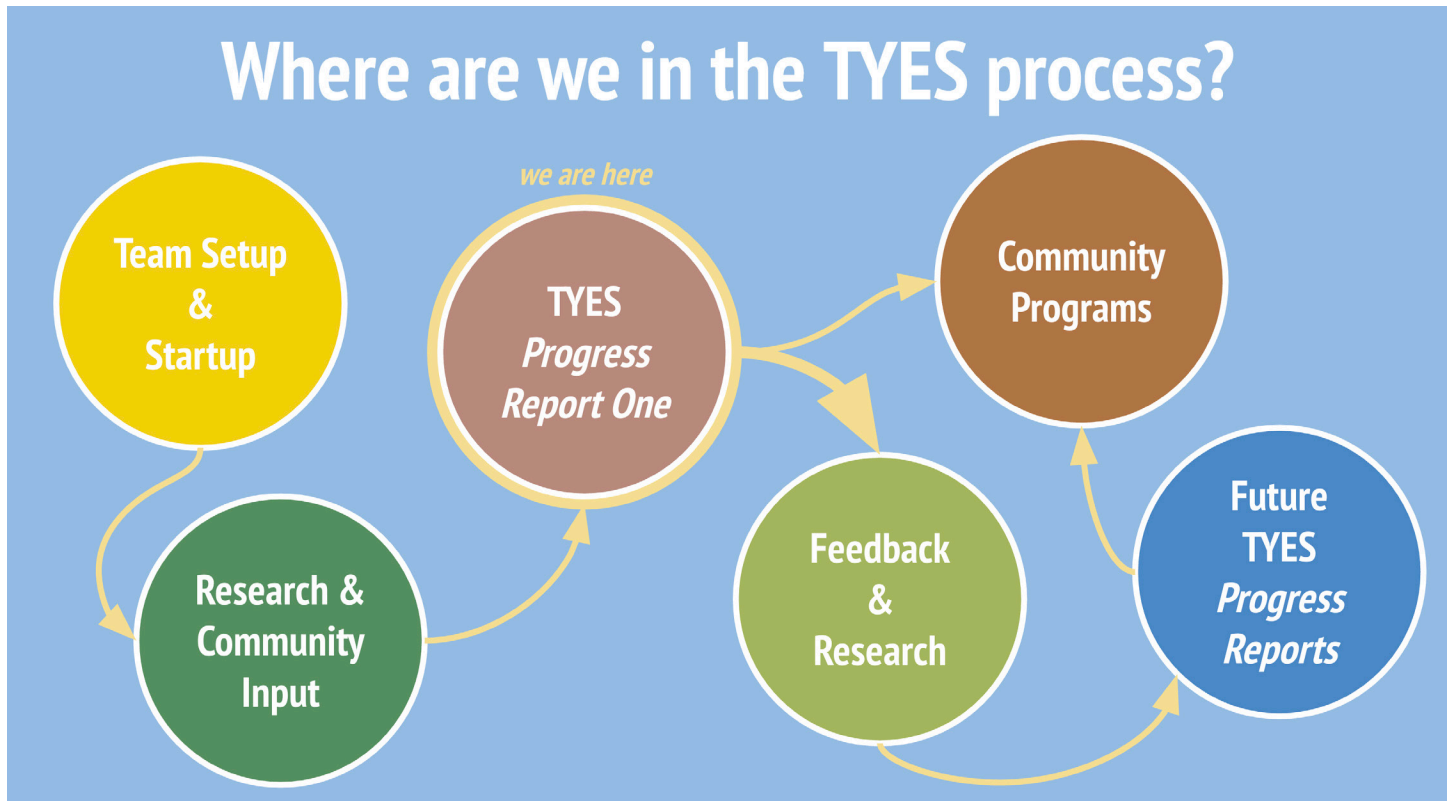 Where are we in the TYES process?
Team Setup
&
Startup
Research &
Community
Input
we are here
TYES
Progress
Report One
Community
Programs
Feedback
&
Research
Future
TYES
Progress
Reports